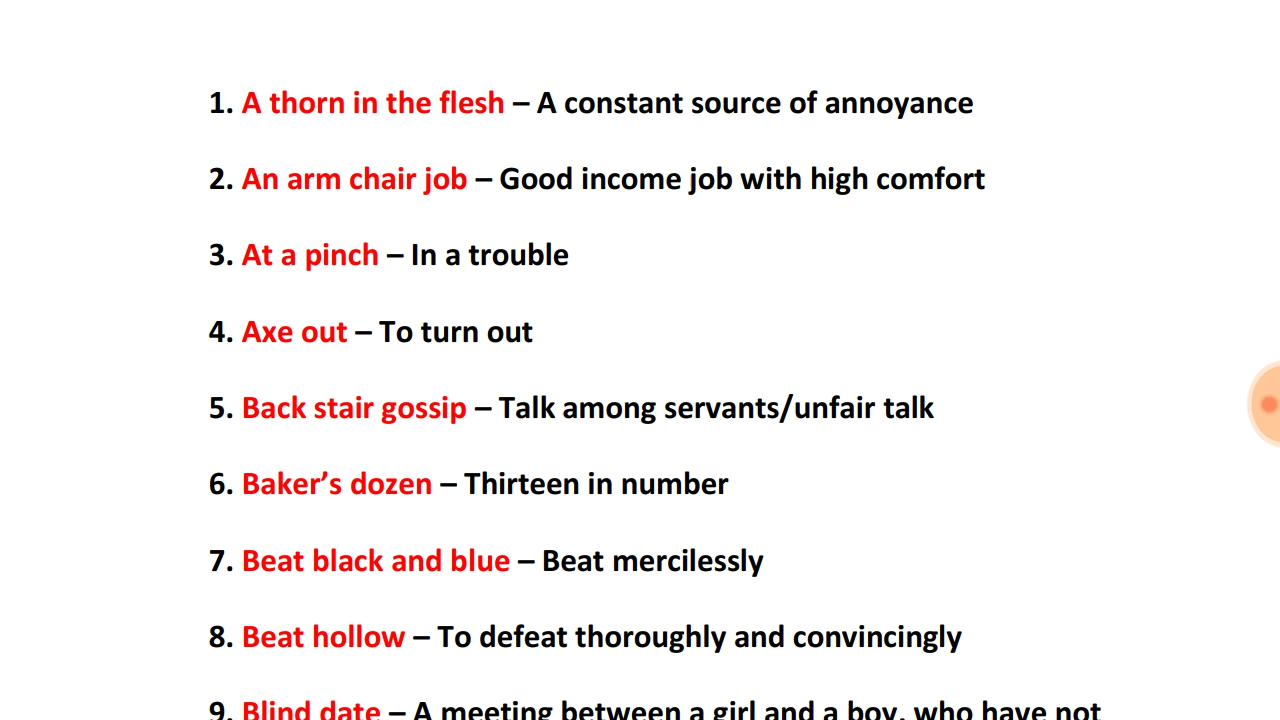 1. A thorn in the flesh – A constant source of annoyance
2. An arm chair job – Good income job with high comfort
3. At a pinch – In a trouble
4. Axe out – To turn out
5. Back stair gossip – Talk among servants/unfair talk
6. Baker’s dozen – Thirteen in number
7. Beat black and blue – Beat mercilessly
8. Beat hollow – To defeat thoroughly and convincingly
9. Blind date – A meeting between a girl and a boy, who have not